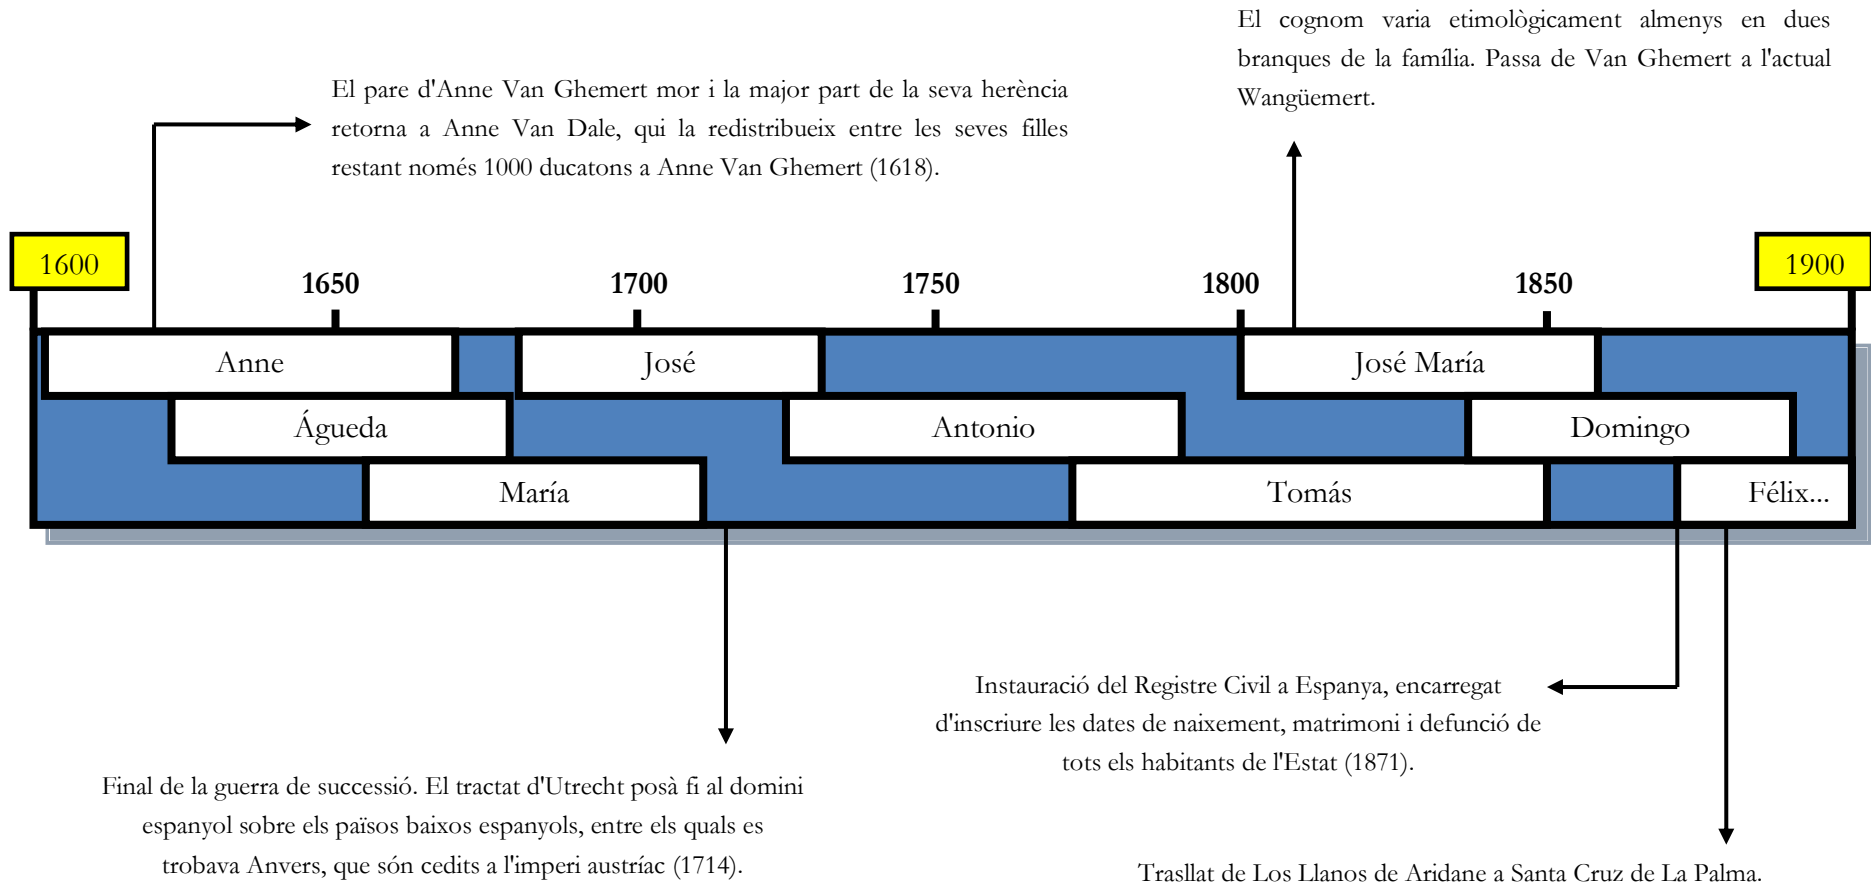 El cognom varia etimològicament almenys en dues
branques de la família. Passa de Van Ghemert a l'actual
Wangüemert.
El pare d'Anne Van Ghemert mor i la major part de la seva herència
retorna a Anne Van Dale, qui la redistribueix entre les seves filles
restant només 1000 ducatons a Anne Van Ghemert (1618).
1600
1650
1700
1750
1800
1850
1900
Anne
José
José María
Águeda
Antonio
Domingo
María
Tomás
Félix...
Instauració del Registre Civil a Espanya, encarregat
d'inscriure les dates de naixement, matrimoni i defunció de
tots els habitants de l'Estat (1871).
Final de la guerra de successió. El tractat d'Utrecht posà fi al domini
espanyol sobre els països baixos espanyols, entre els quals es
trobava Anvers, que són cedits a l'imperi austríac (1714).
Trasllat de Los Llanos de Aridane a Santa Cruz de La Palma.